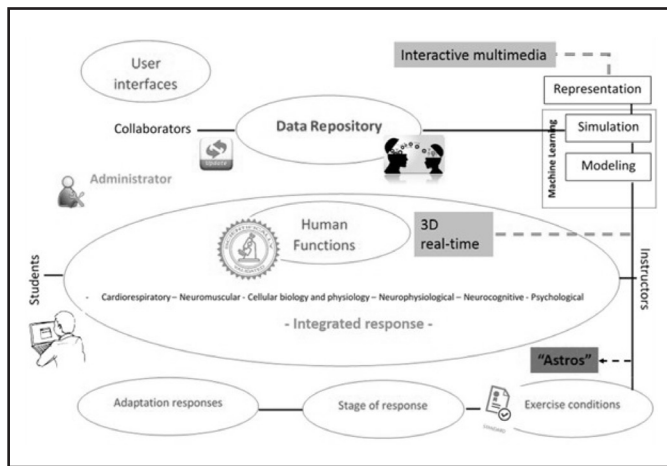 User
interfaces
Interactive multimedia
Representation
Collaborators
Data Repository
Update
Simulation
Modeling
Machine Learning
Administrator
Human
Functions
3D
real-time
Students
Instructors
- Cardiorespiratory – Neuromuscular - Cellular biology and physiology – Neurophysiological – Neurocognitive - Psychological
- Integrated response -
"Astros"
Adaptation responses
Stage of response
STANDARD
Exercise conditions